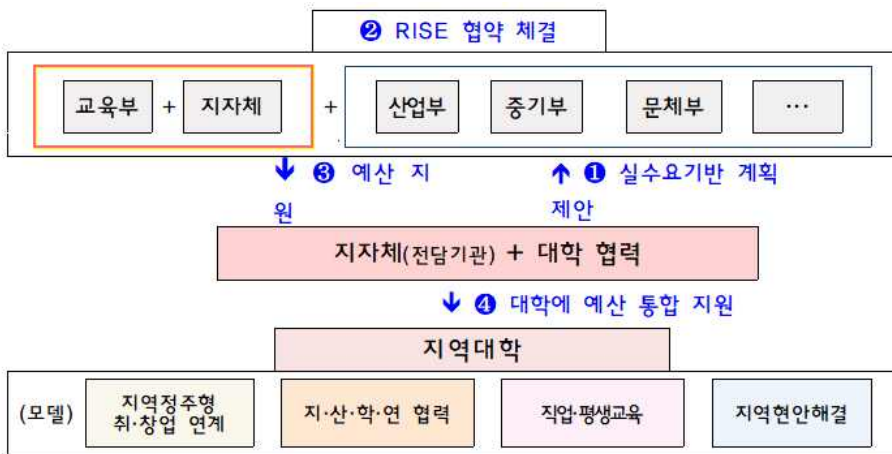 ❷ RISE 협약 체결
교육부 + 지자체 + 산업부 중기부 문체부 …
↓ ❸ 예산 지원
↑ ❶ 실수요기반 계획 제안
지자체(전담기관) + 대학 협력
↓ ❹ 대학에 예산 통합 지원
지역대학
(모델)
지역정주형
취·창업 연계
지·산·학·연 협력
직업·평생교육
지역현안해결